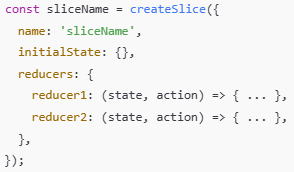 const sliceName = createSlice({
  name: 'sliceName',
  initialState: {},
  reducers: {
    reducer1: (state, action) => { ... },
    reducer2: (state, action) => { ... },
  },
});